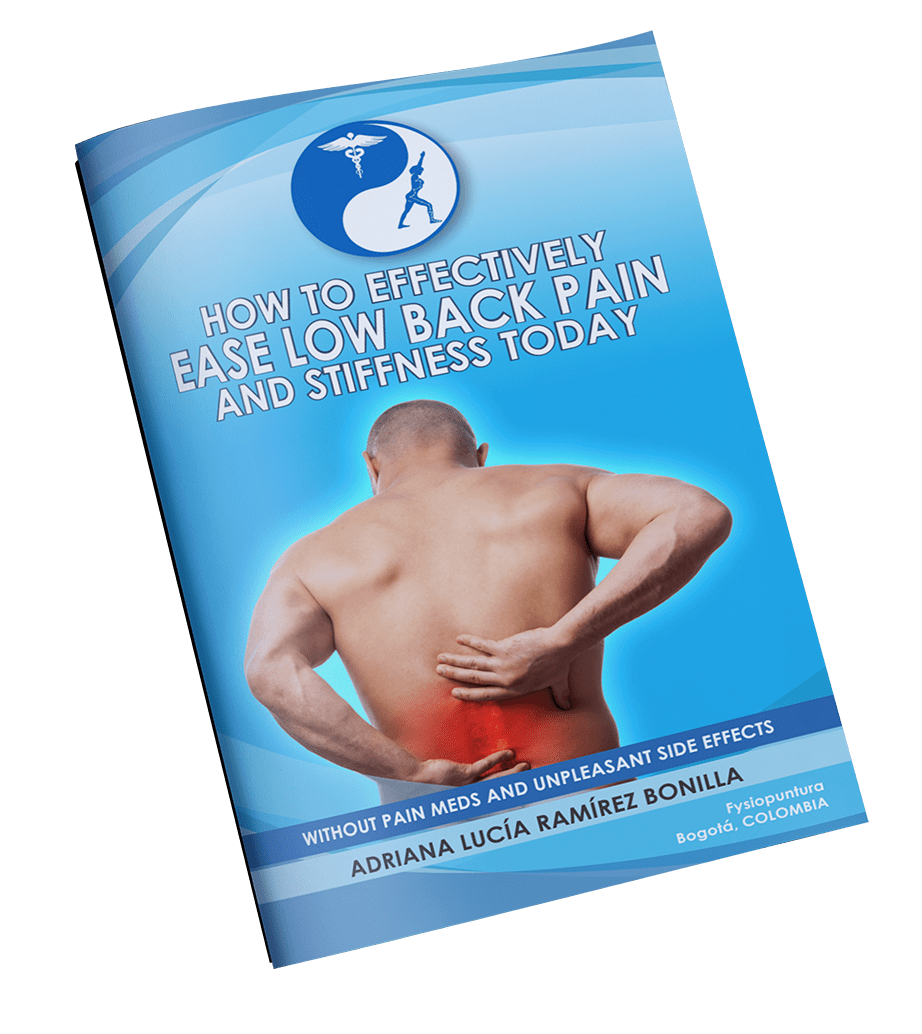 HOW TO EFFECTIVELY
EASE LOW BACK PAIN
AND STIFFNESS TODAY
WITHOUT PAIN MEDS AND UNPLEASANT SIDE EFFECTS
ADRIANA LUCÍA RAMÍREZ BONILLA
Fysiopuntura
Bogotá, COLOMBIA